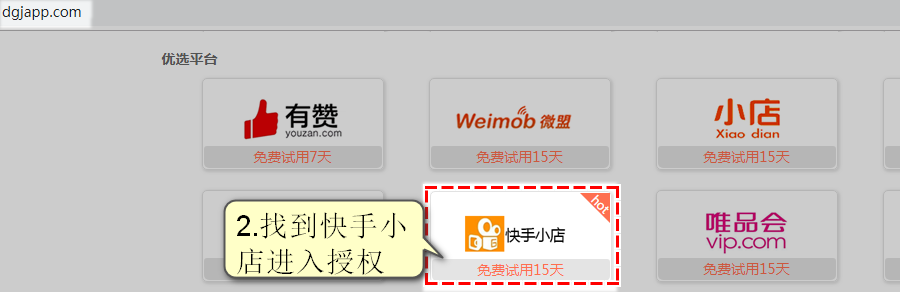 dgjapp.com
优选平台
有赞
youzan.com
免费试用7天
Weimob 微盟
免费试用15天
小店
Xiao dian
免费试用15天
2.找到快手小
店进入授权
hot
快手小店
免费试用15天
唯品会
vip.com
免费试用15天